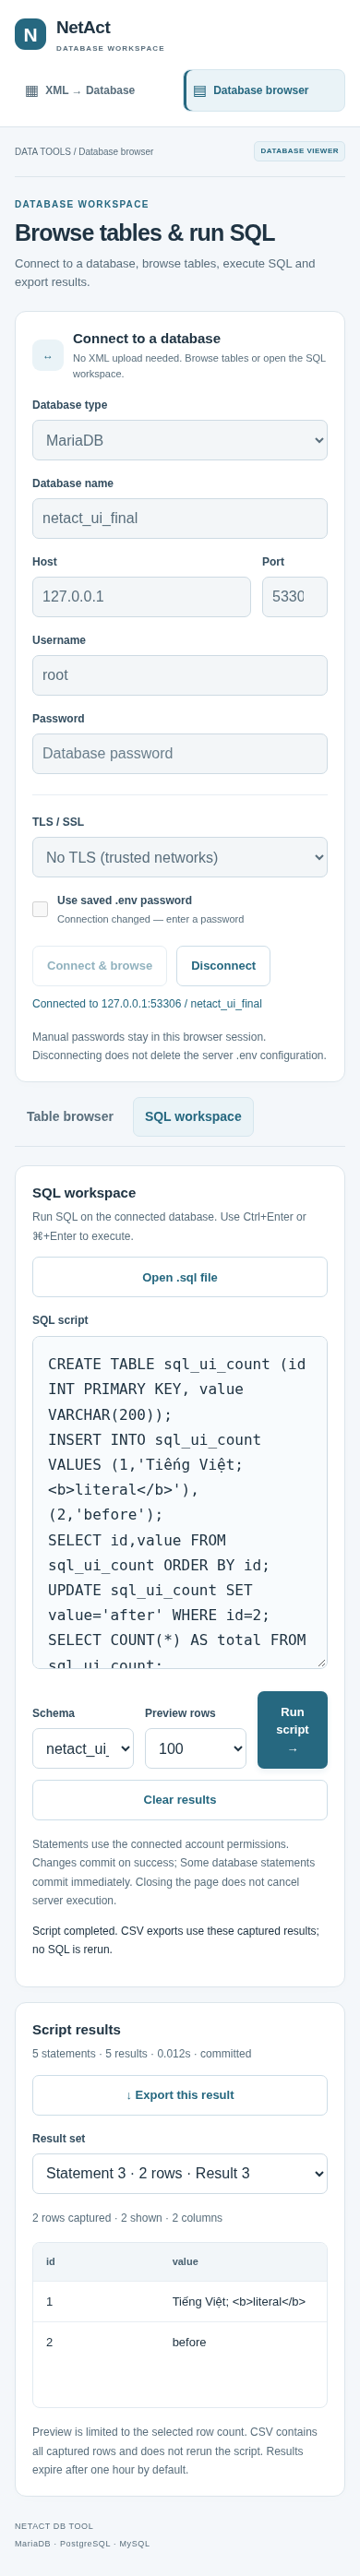 N
NetAct
DATABASE WORKSPACE
XML → Database
Database browser
DATA TOOLS / Database browser
DATABASE VIEWER
DATABASE WORKSPACE
Browse tables & run SQL
Connect to a database, browse tables, execute SQL and
export results.
↔
Connect to a database
No XML upload needed. Browse tables or open the SQL
workspace.
Database type
MariaDB
Database name
netact_ui_final
Host
Port
127.0.0.1
5330
Username
root
Password
Database password
TLS / SSL
No TLS (trusted networks)
Use saved .env password
Connection changed — enter a password
Connect & browse
Disconnect
Connected to 127.0.0.1:53306 / netact_ui_final
Manual passwords stay in this browser session.
Disconnecting does not delete the server .env configuration.
Table browser
SQL workspace
SQL workspace
Run SQL on the connected database. Use Ctrl+Enter or
⌘+Enter to execute.
Open .sql file
SQL script
CREATE TABLE sql_ui_count (id
INT PRIMARY KEY, value
VARCHAR(200));
INSERT INTO sql_ui_count
VALUES (1,'Tiếng Việt;
<b>literal</b>'),
(2,'before');
SELECT id,value FROM
sql_ui_count ORDER BY id;
UPDATE sql_ui_count SET
value='after' WHERE id=2;
SELECT COUNT(*) AS total FROM
sql_ui_count;
Schema
Preview rows
Run
script
→
netact_ui_
100
Clear results
Statements use the connected account permissions.
Changes commit on success; Some database statements
commit immediately. Closing the page does not cancel
server execution.
Script completed. CSV exports use these captured results;
no SQL is rerun.
Script results
5 statements · 5 results · 0.012s · committed
↓ Export this result
Result set
Statement 3 · 2 rows · Result 3
2 rows captured · 2 shown · 2 columns
id
value
1
Tiếng Việt; <b>literal</b>
2
before
Preview is limited to the selected row count. CSV contains
all captured rows and does not rerun the script. Results
expire after one hour by default.
NETACT DB TOOL
MariaDB · PostgreSQL · MySQL